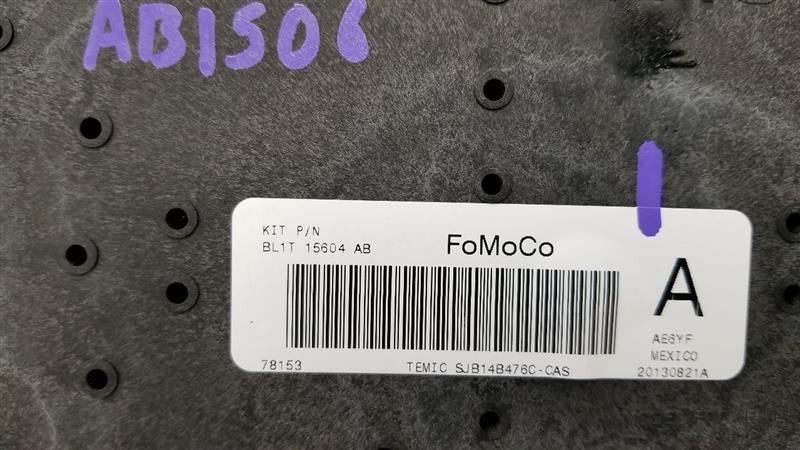 AB1506
KIT P/N
BL1T 15604 AB
FoMoCo
A
AE6YF
MEXICO
78153
TEMIC SJB14B476C-CAS
20130821A